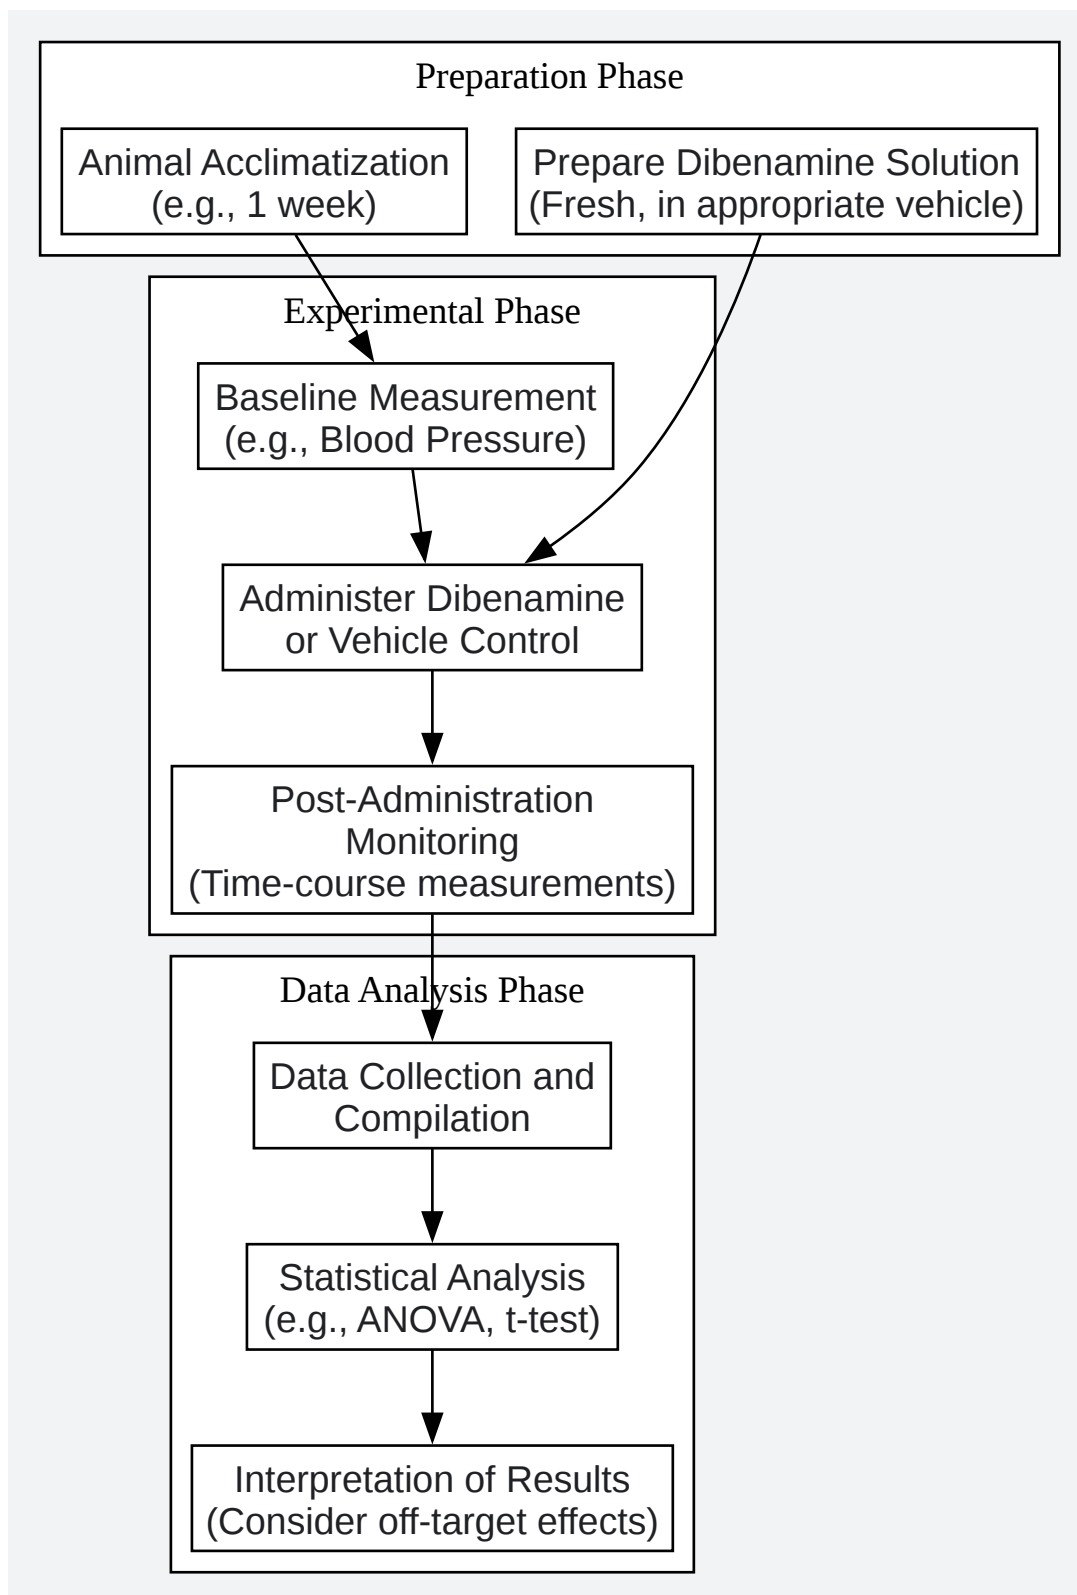 Preparation Phase
Animal Acclimatization
(e.g., 1 week)
Prepare Dibenamine Solution
(Fresh, in appropriate vehicle)
Experimental Phase
Baseline Measurement
(e.g., Blood Pressure)
Administer Dibenamine
or Vehicle Control
Post-Administration
Monitoring
(Time-course measurements)
Data Analysis Phase
Data Collection and
Compilation
Statistical Analysis
(e.g., ANOVA, t-test)
Interpretation of Results
(Consider off-target effects)